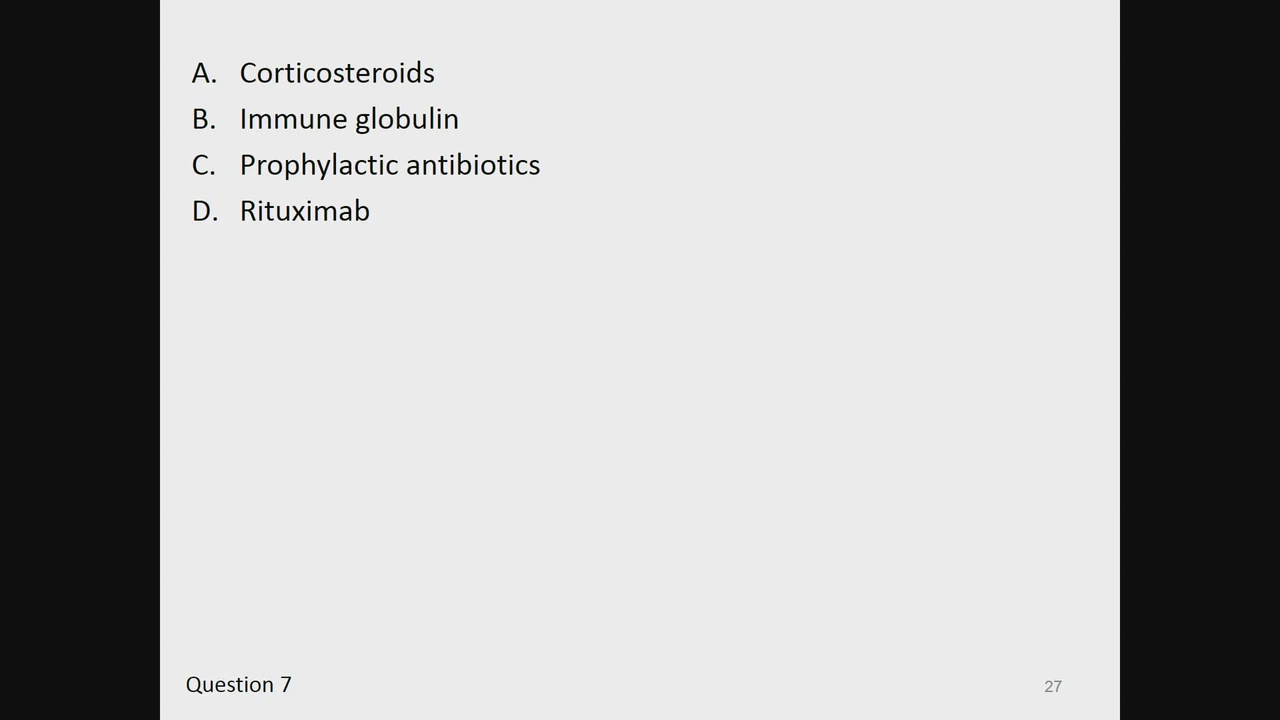 A. Corticosteroids
B. Immune globulin
C. Prophylactic antibiotics
D. Rituximab
Question 7
27